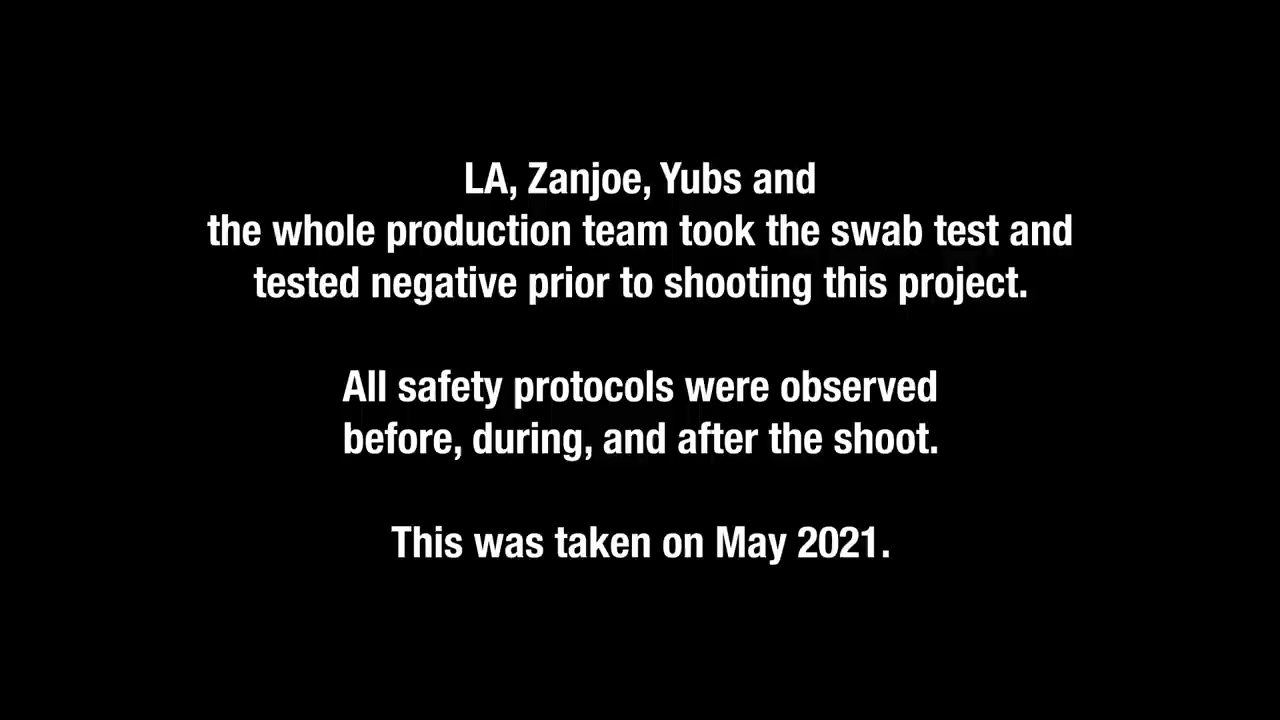 LA, Zanjoe, Yubs and
the whole production team took the swab test and
tested negative prior to shooting this project.
All safety protocols were observed
before, during, and after the shoot.
This was taken on May 2021.